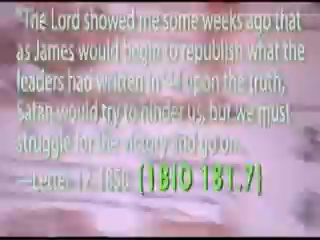 "The Lord showed me some weeks ago that
as James would begin to republish what the
leaders had written in '44 upon the truth,
Satan would try to hinder us, but we must
struggle for the victory and go on.
—Letter 12, 1850 (1BIO 181.7)